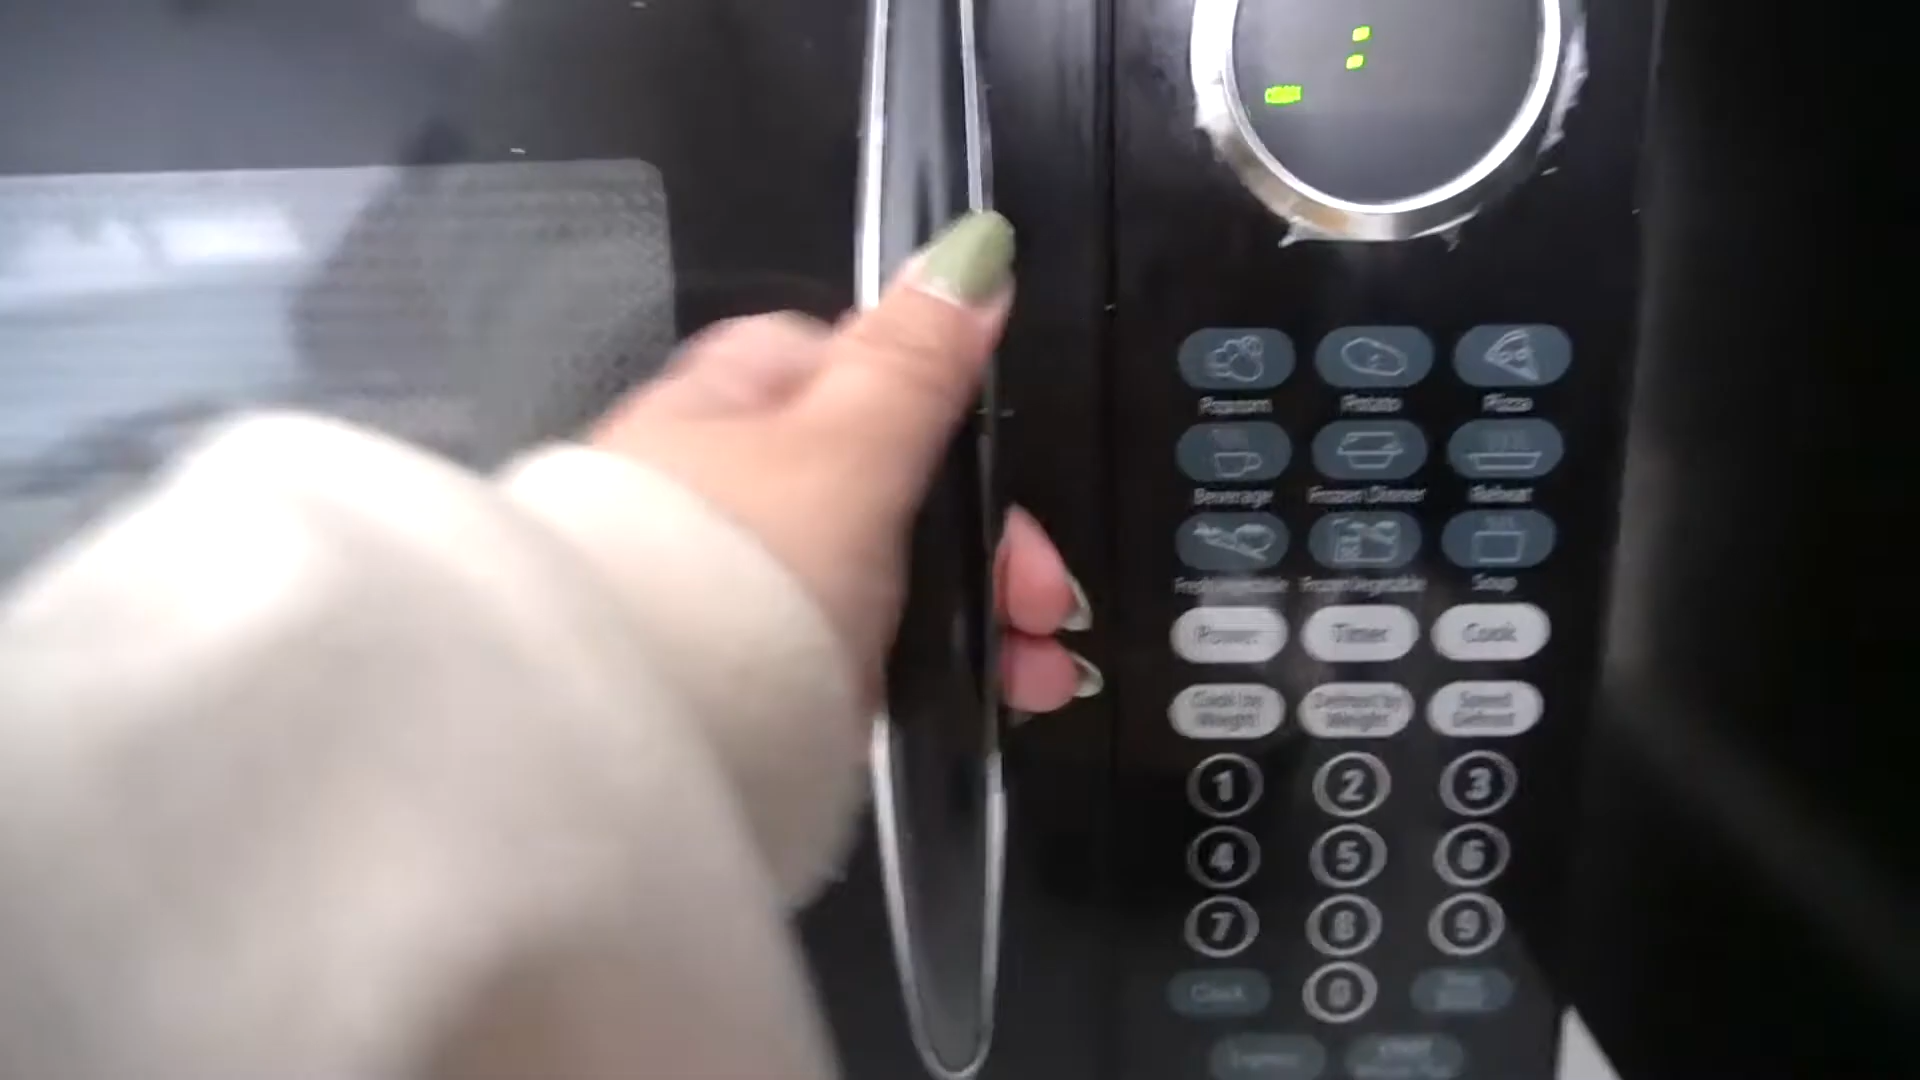 Popcorn Potato Pizza
Beverage Frozen Dinner Reheat
Fresh Vegetable Frozen Vegetable Soup
Power Timer Cook
Cook by Weight Defrost by Weight Speed Defrost
1 2 3
4 5 6
7 8 9
Clock 0